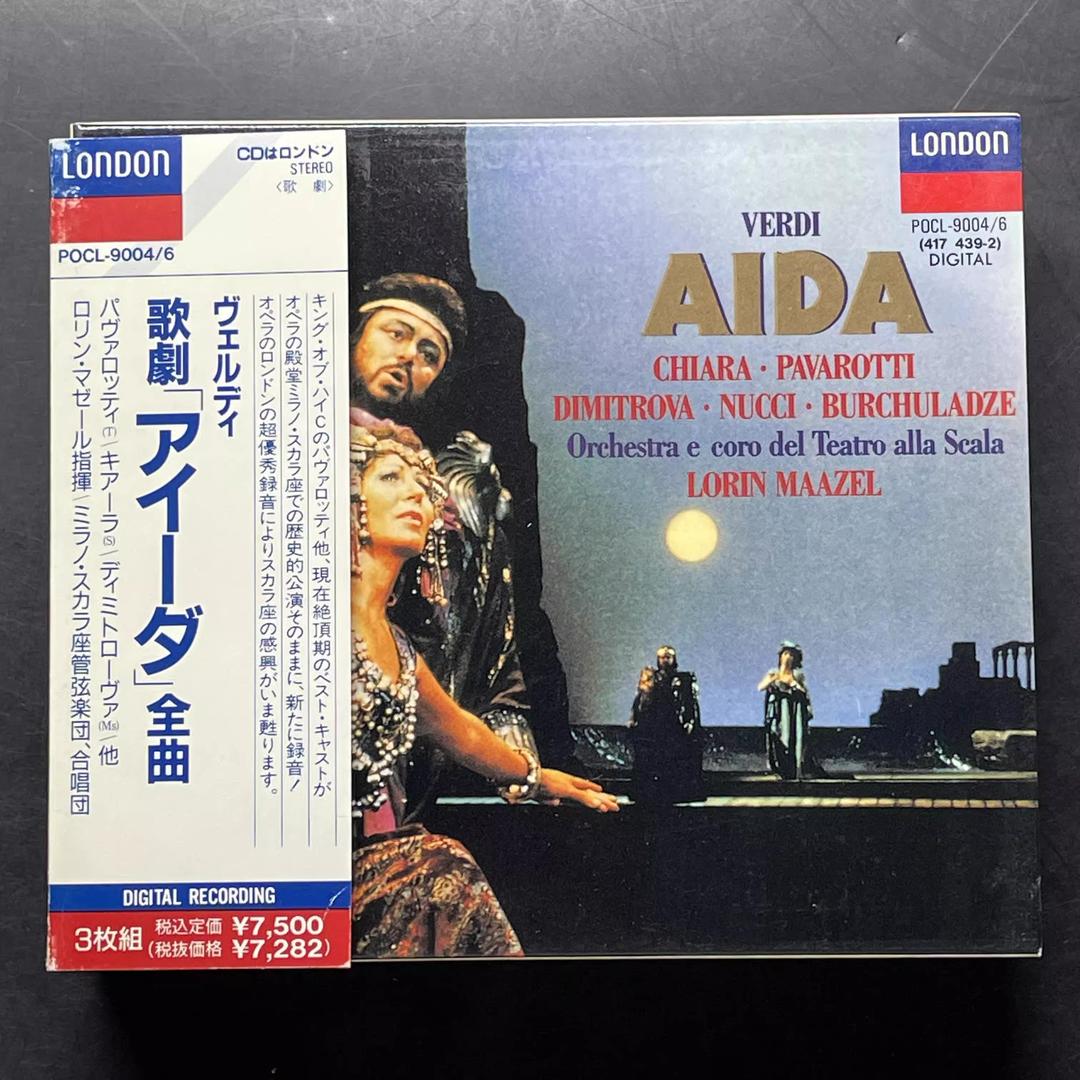 LONDON
CDはロンドン
STEREO
〈歌 劇〉
POCL-9004/6
キング・オブ・ハイCのパヴァロッティ他、現在絶頂期のベスト・キャストが
オペラの殿堂ミラノ・スカラ座での歴史的公演そのままに、新たに録音!
オペラのロンドンの超優秀録音によりスカラ座の感興がいま甦ります。
ヴェルディ
歌劇「アイーダ」全曲
パヴァロッティ(T)/キアーラ(S)/ディミトローヴァ(Ms)/他
ロリン・マゼール指揮/ミラノ・スカラ座管弦楽団、合唱団
DIGITAL RECORDING
3枚組 税込定価 ¥7,500
(税抜価格 ¥7,282)
LONDON
POCL-9004/6
(417 439-2)
DIGITAL
VERDI
AIDA
CHIARA · PAVAROTTI
DIMITROVA · NUCCI · BURCHULADZE
Orchestra e coro del Teatro alla Scala
LORIN MAAZEL